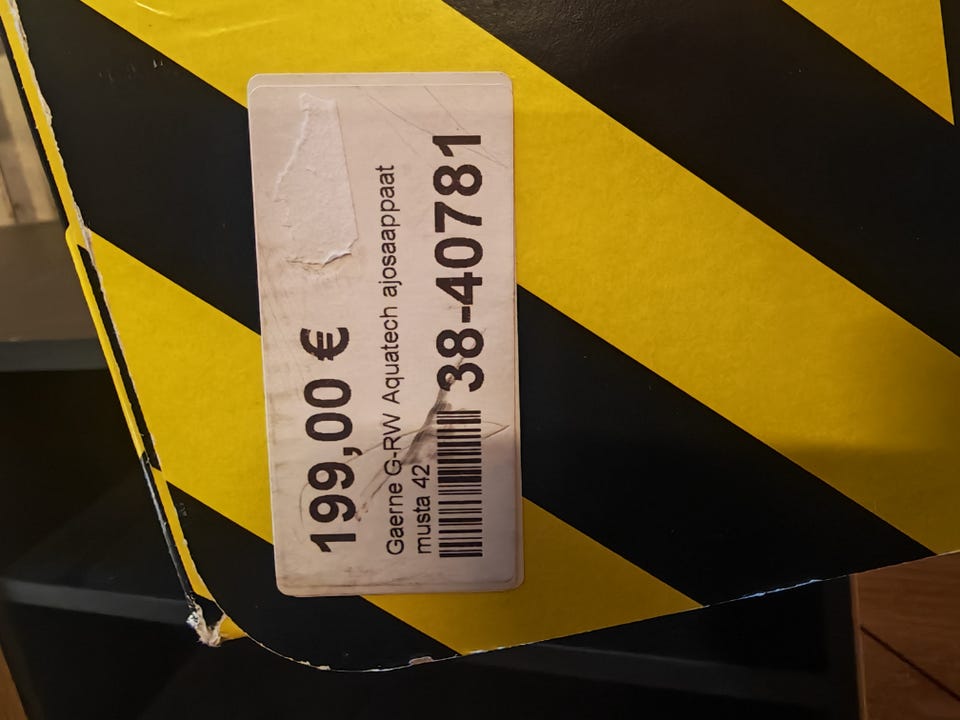 199,00 €
Gaerne G-RW Aquatech ajosaappaat
musta 42
38-40781